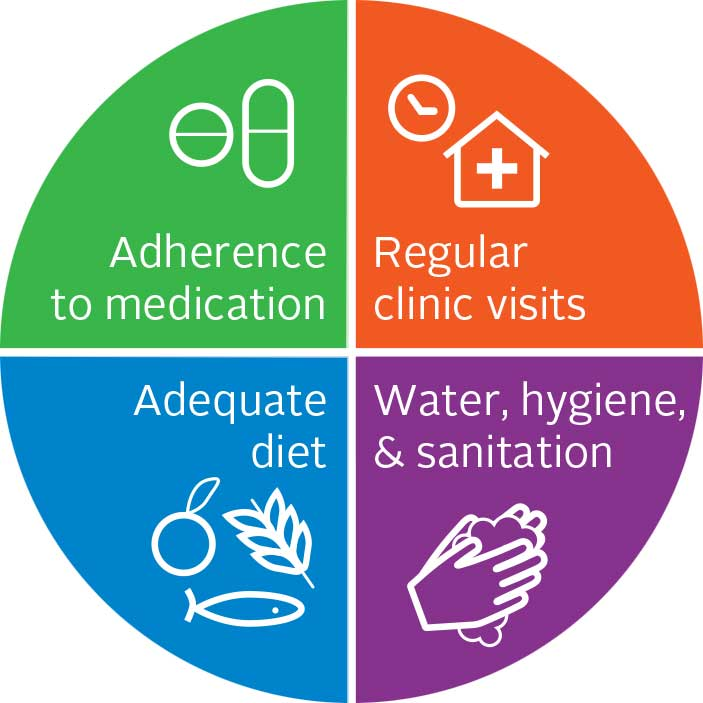 Adherence
to medication
Regular
clinic visits
Adequate
diet
Water, hygiene,
& sanitation